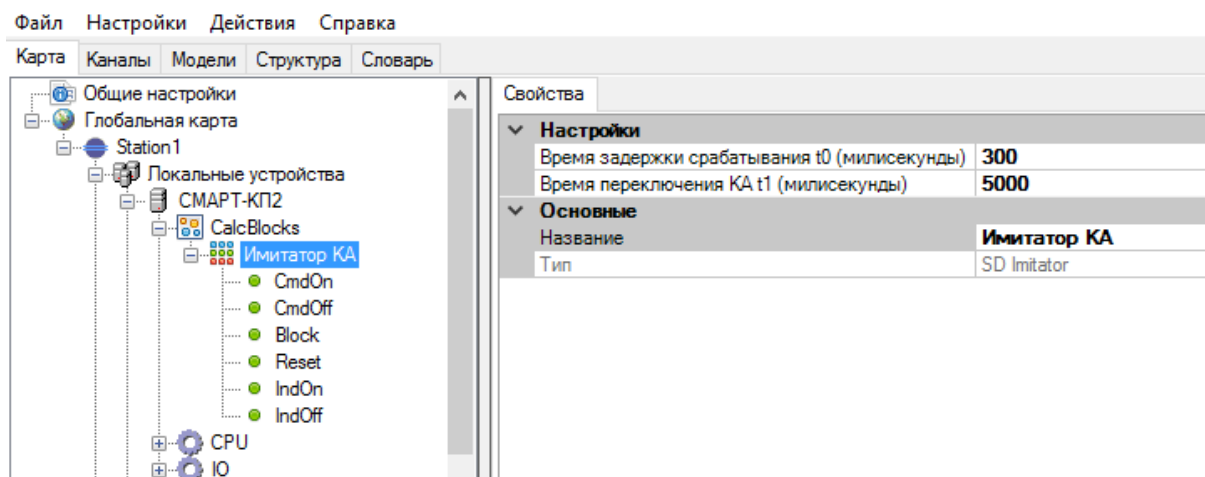 Файл Настройки Действия Справка
Карта Каналы Модели Структура Словарь
Общие настройки
Глобальная карта
Station1
Локальные устройства
СМАРТ-КП2
CalcBlocks
Имитатор КА
CmdOn
CmdOff
Block
Reset
IndOn
IndOff
CPU
IO
Свойства
Настройки
Время задержки срабатывания t0 (милисекунды) 300
Время переключения КА t1 (милисекунды) 5000
Основные
Название Имитатор КА
Тип SD Imitator